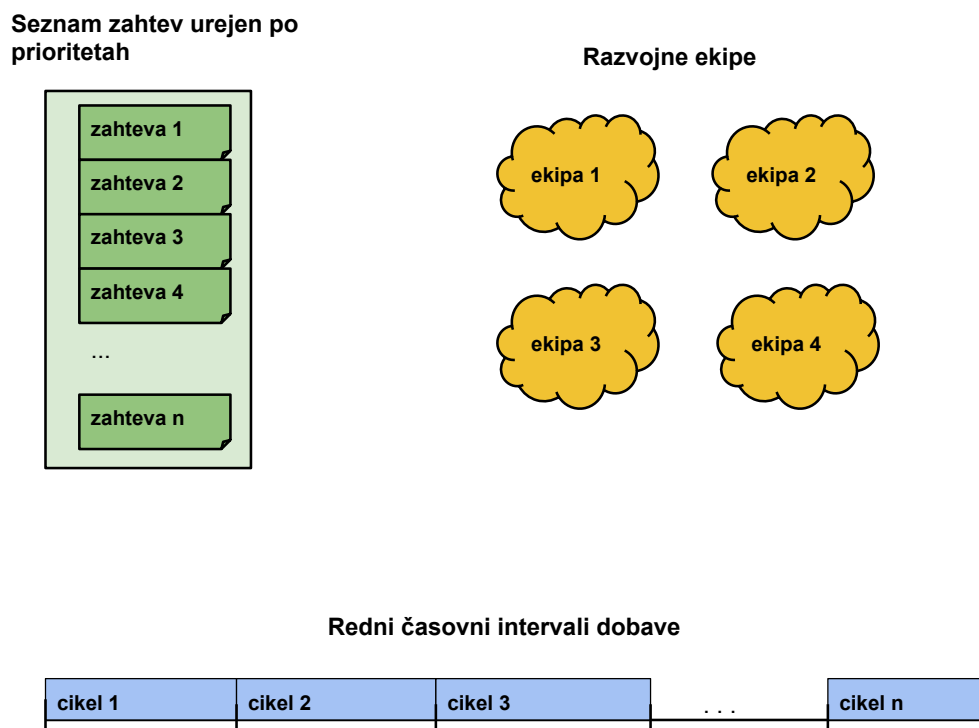 Seznam zahtev urejen po
prioritetah
zahteva 1
zahteva 2
zahteva 3
zahteva 4
...
zahteva n
Razvojne ekipe
ekipa 1
ekipa 2
ekipa 3
ekipa 4
Redni časovni intervali dobave
cikel 1
cikel 2
cikel 3
. . .
cikel n